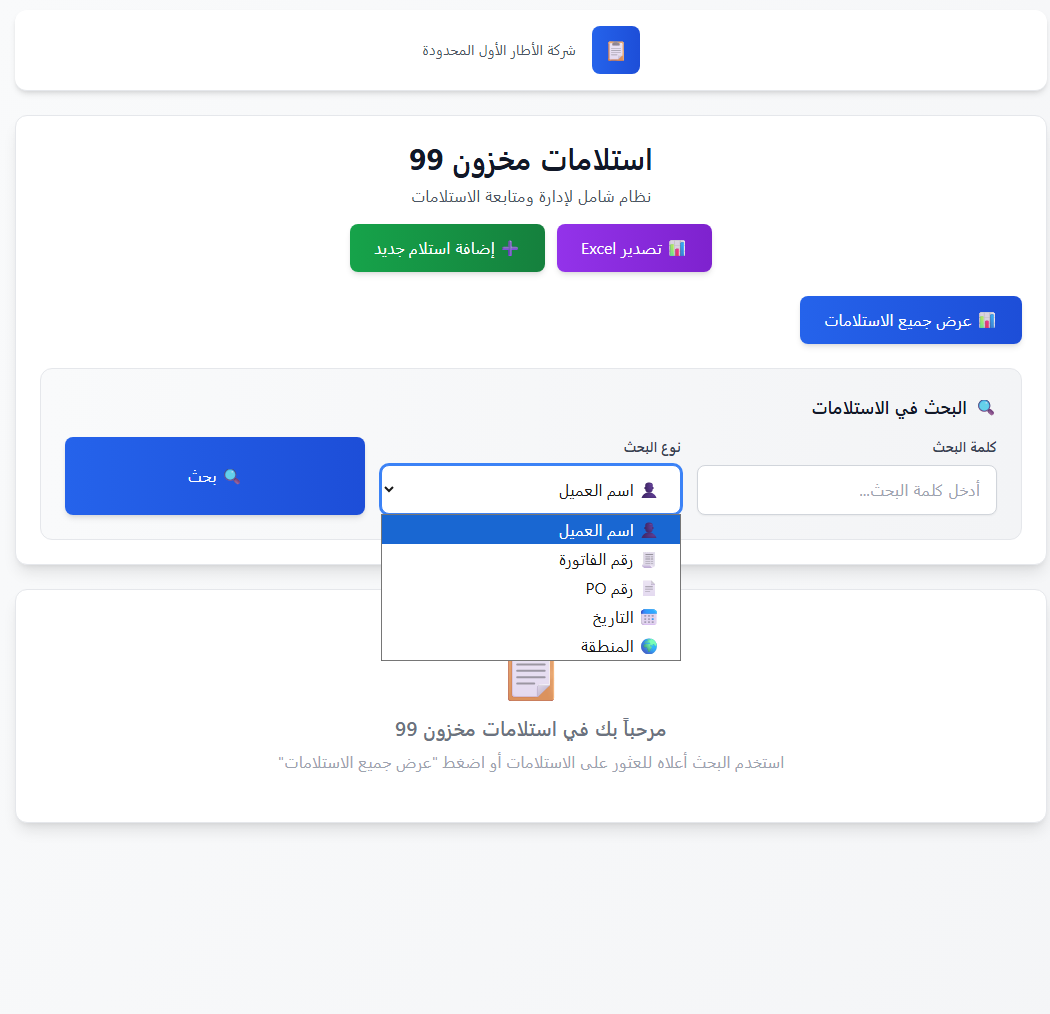 شركة الأطار الأول المحدودة
استلامات مخزون 99
نظام شامل لإدارة ومتابعة الاستلامات
تصدير Excel
إضافة استلام جديد
عرض جميع الاستلامات
البحث في الاستلامات
كلمة البحث
أدخل كلمة البحث...
نوع البحث
اسم العميل
بحث
اسم العميل
رقم الفاتورة
رقم PO
التاريخ
المنطقة
مرحباً بك في استلامات مخزون 99
استخدم البحث أعلاه للعثور على الاستلامات أو اضغط "عرض جميع الاستلامات"